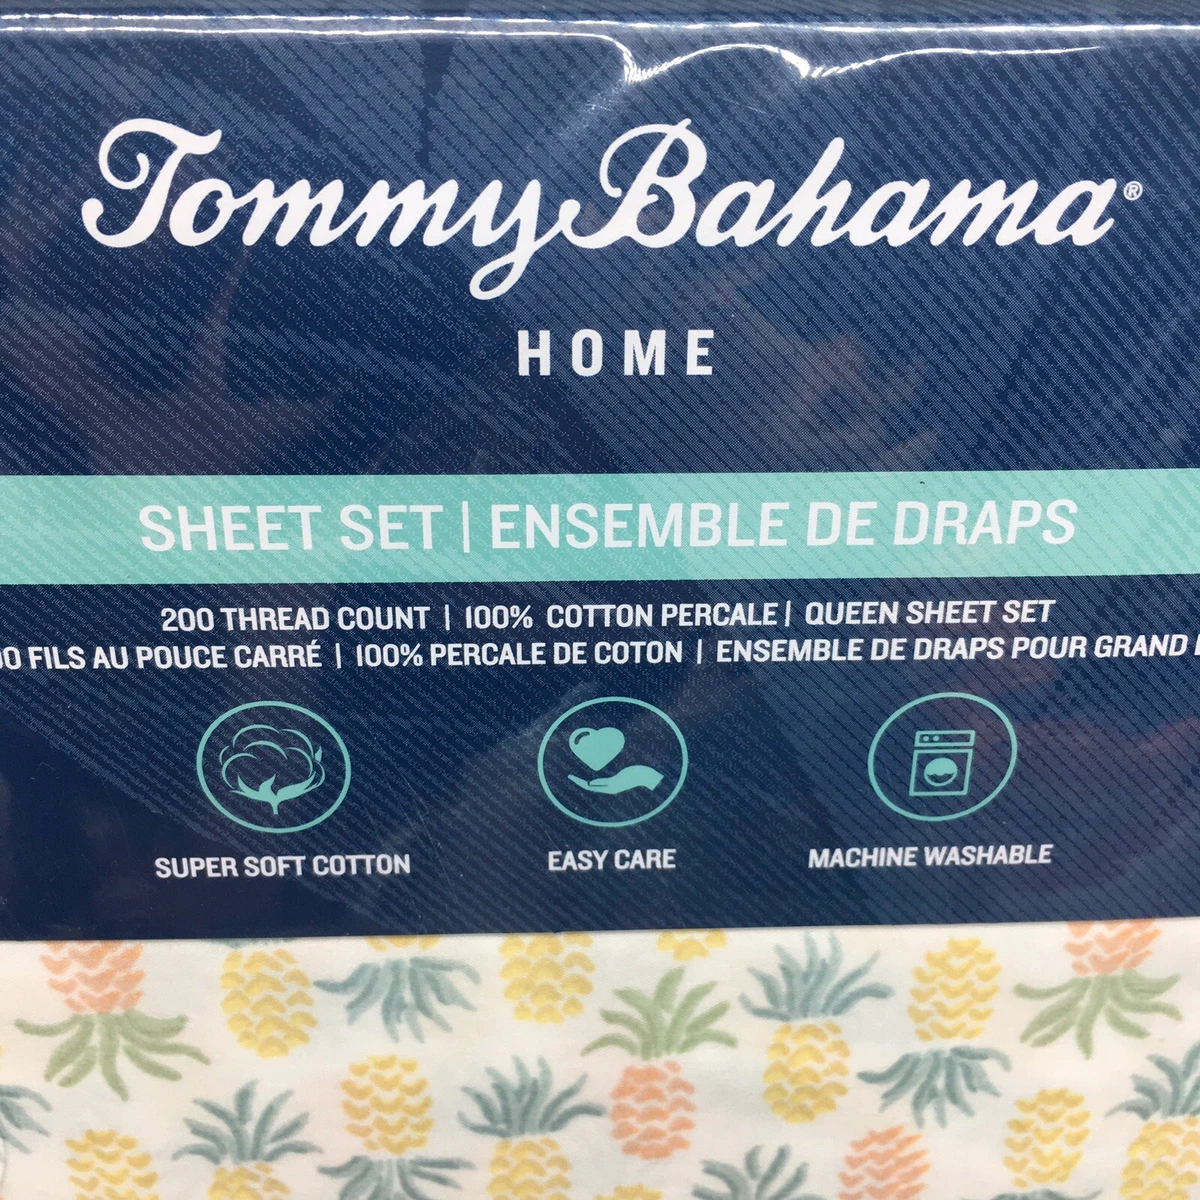 Tommy Bahama®
HOME
SHEET SET | ENSEMBLE DE DRAPS
200 THREAD COUNT | 100% COTTON PERCALE | QUEEN SHEET SET
FILS AU POUCE CARRÉ | 100% PERCALE DE COTON | ENSEMBLE DE DRAPS POUR GRAND
SUPER SOFT COTTON
EASY CARE
MACHINE WASHABLE